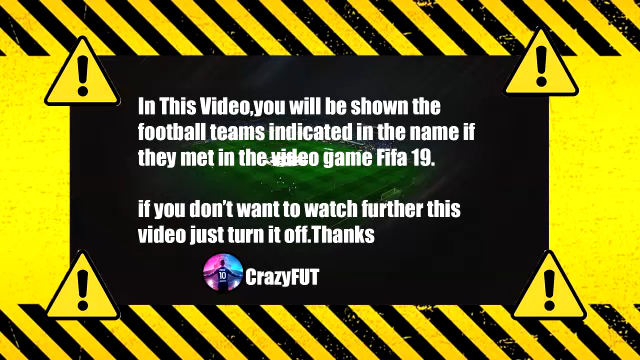 In This Video,you will be shown the
football teams indicated in the name if
they met in the video game Fifa 19.
if you don't want to watch further this
video just turn it off.Thanks
10
CrazyFUT